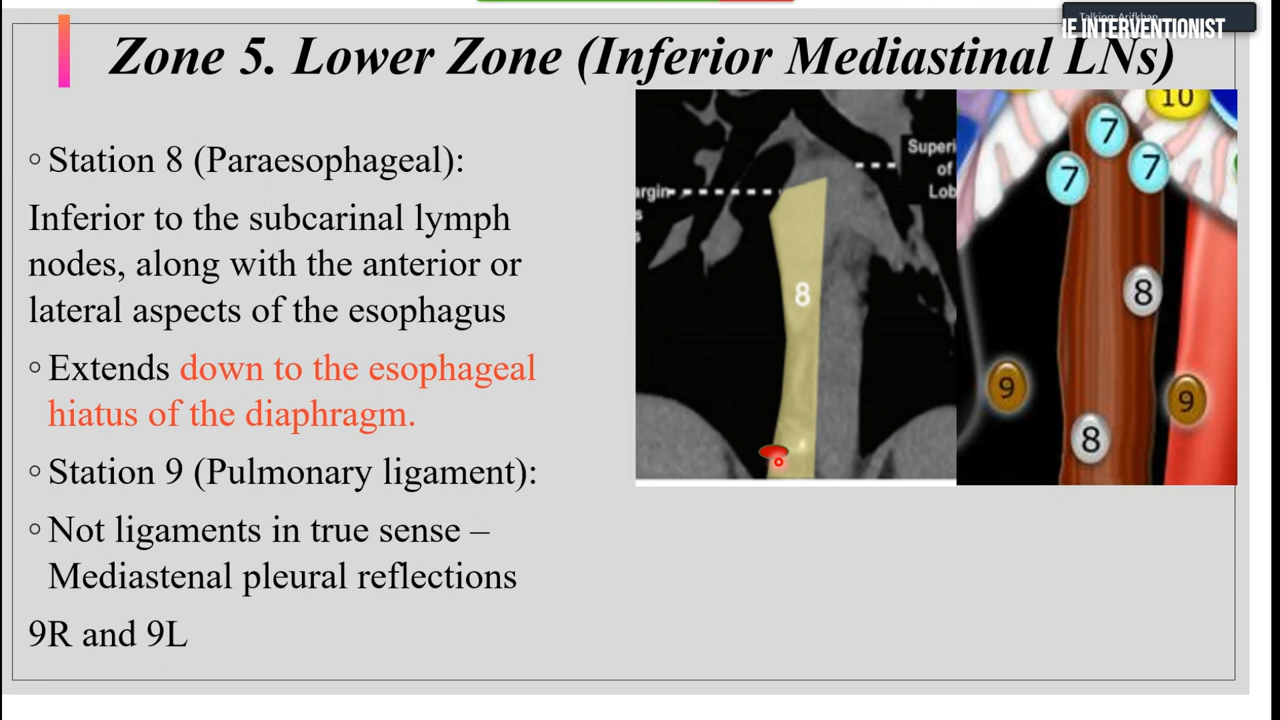 Talking: Arifkhan
IE INTERVENTIONIST
Zone 5. Lower Zone (Inferior Mediastinal LNs)
◦ Station 8 (Paraesophageal):
Inferior to the subcarinal lymph
nodes, along with the anterior or
lateral aspects of the esophagus
◦ Extends down to the esophageal
hiatus of the diaphragm.
◦ Station 9 (Pulmonary ligament):
◦ Not ligaments in true sense –
Mediastenal pleural reflections
9R and 9L
Superi
of
Lob
argin
s
s
8
10
7
7
7
8
9
9
8